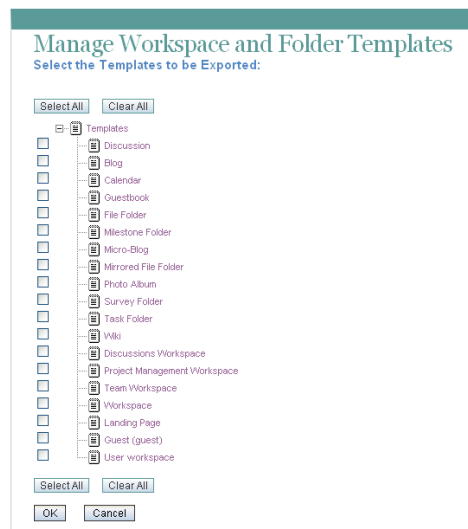 Manage Workspace and Folder Templates
Select the Templates to be Exported:
Select All Clear All
Templates
Discussion
Blog
Calendar
Guestbook
File Folder
Milestone Folder
Micro-Blog
Mirrored File Folder
Photo Album
Survey Folder
Task Folder
Wiki
Discussions Workspace
Project Management Workspace
Team Workspace
Workspace
Landing Page
Guest (guest)
User workspace
Select All Clear All
OK Cancel